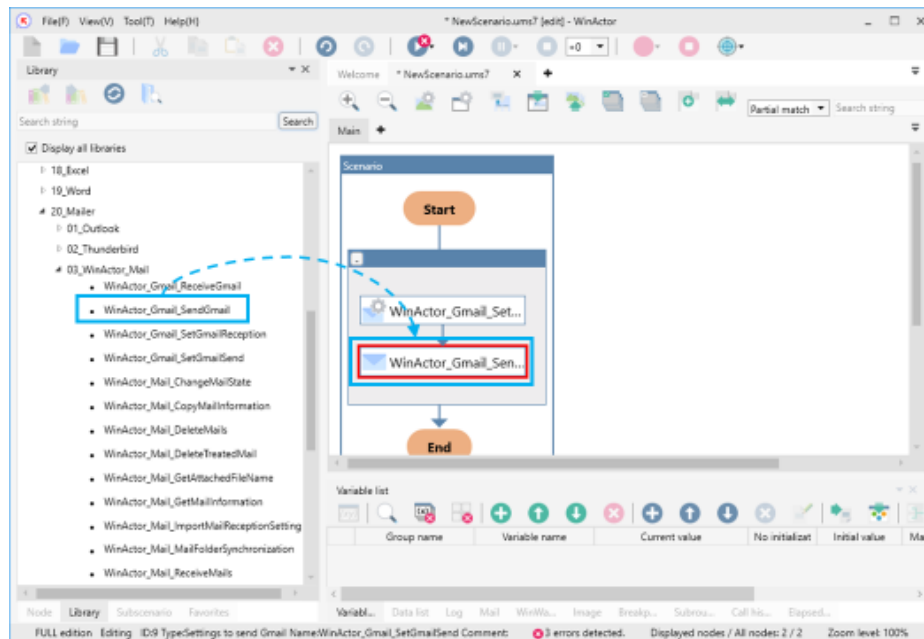 File(F) View(V) Tool(T) Help(H)
* NewScenario.ums7 [edit] - WinActor
Library
Search string
Search
Display all libraries
18_Excel
19_Word
20_Mailer
01_Outlook
02_Thunderbird
03_WinActor_Mail
WinActor_Gmail_ReceiveGmail
WinActor_Gmail_SendGmail
WinActor_Gmail_SetGmailReception
WinActor_Gmail_SetGmailSend
WinActor_Mail_ChangeMailState
WinActor_Mail_CopyMailInformation
WinActor_Mail_DeleteMails
WinActor_Mail_DeleteTreatedMail
WinActor_Mail_GetAttachedFileName
WinActor_Mail_GetMailInformation
WinActor_Mail_ImportMailReceptionSetting
WinActor_Mail_MailFolderSynchronization
WinActor_Mail_ReceiveMails
Node Library Subscenario Favorites
Welcome * NewScenario.ums7
Partial match Search string
Main
Scenario
Start
WinActor_Gmail_Set...
WinActor_Gmail_Sen...
End
Variable list
Group name Variable name Current value No initializat Initial value Ma
Variabl... Data list Log Mail WinWa... Image Breakp... Subrou... Call his... Elapsed...
FULL edition Editing ID:9 Type:Settings to send Gmail Name:WinActor_Gmail_SetGmailSend Comment: 3 errors detected. Displayed nodes / All nodes: 2 / 2 Zoom level: 100%